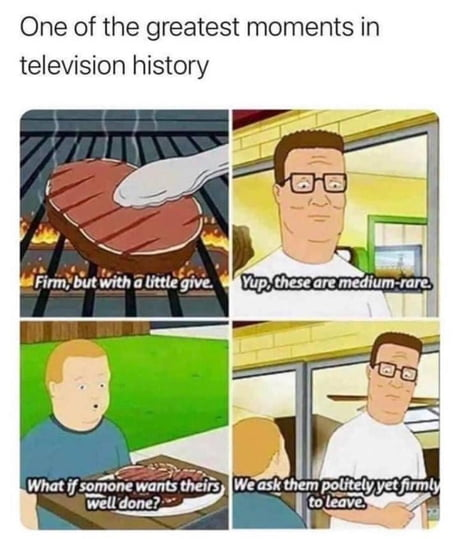 One of the greatest moments in
television history
Firm, but with a little give.
Yup, these are medium-rare.
What if somone wants theirs
well done?
We ask them politely yet firmly
to leave.